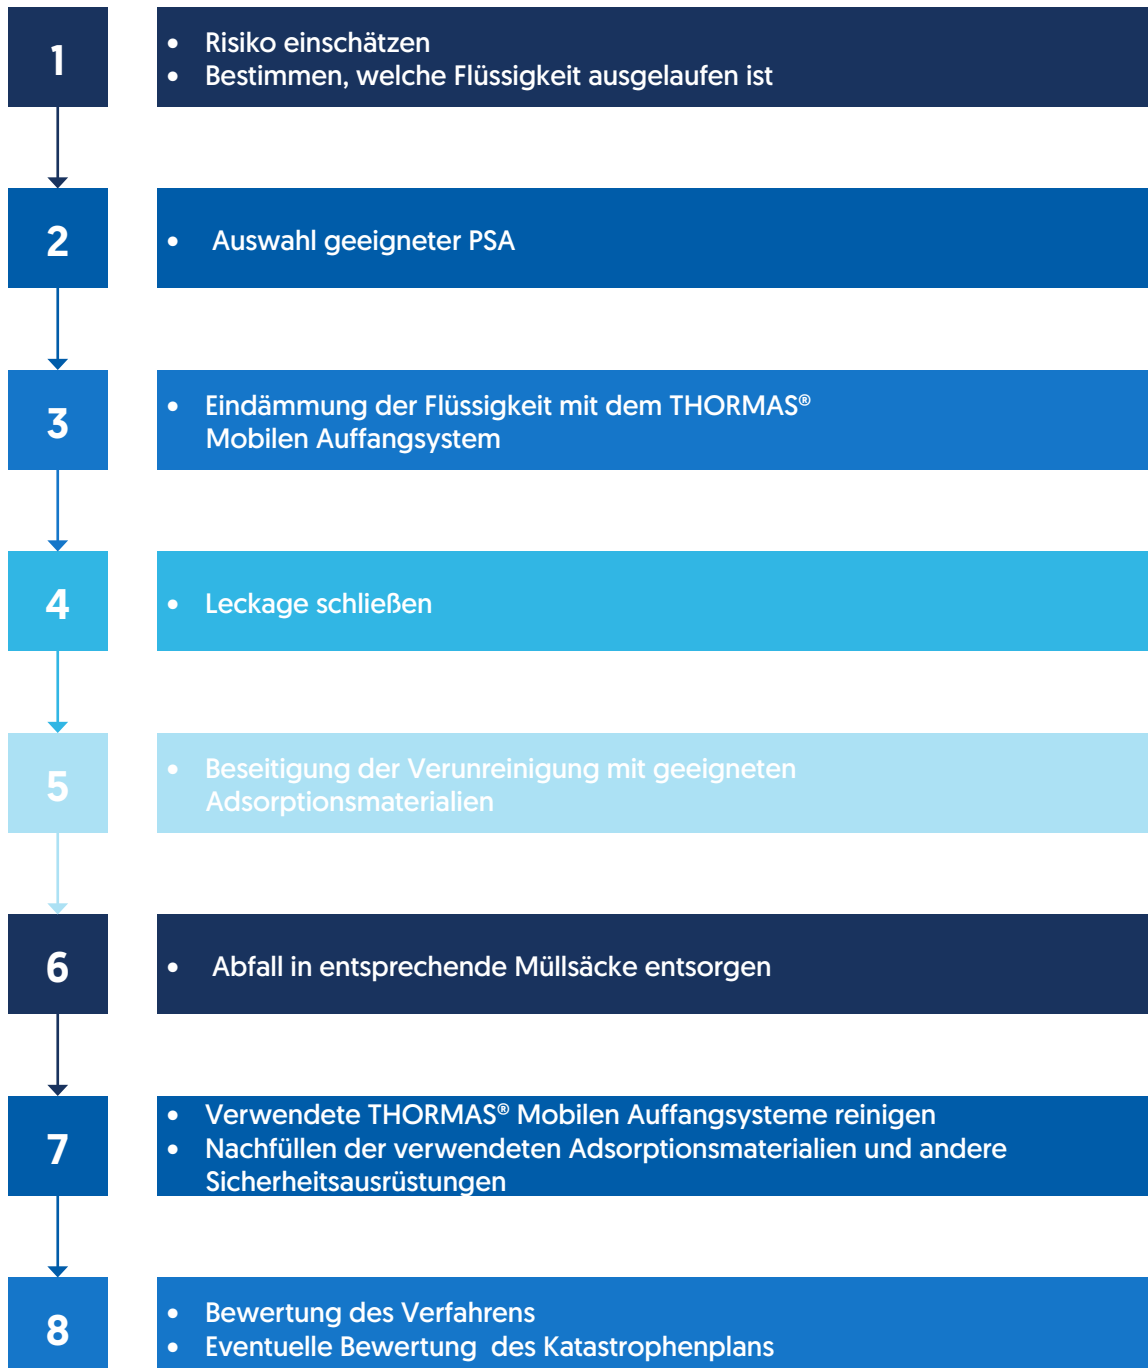 1
• Risiko einschätzen
• Bestimmen, welche Flüssigkeit ausgelaufen ist
2
• Auswahl geeigneter PSA
3
• Eindämmung der Flüssigkeit mit dem THORMAS®
Mobilen Auffangsystem
4
• Leckage schließen
5
• Beseitigung der Verunreinigung mit geeigneten
Adsorptionsmaterialien
6
• Abfall in entsprechende Müllsäcke entsorgen
7
• Verwendete THORMAS® Mobilen Auffangsysteme reinigen
• Nachfüllen der verwendeten Adsorptionsmaterialien und andere
Sicherheitsausrüstungen
8
• Bewertung des Verfahrens
• Eventuelle Bewertung des Katastrophenplans